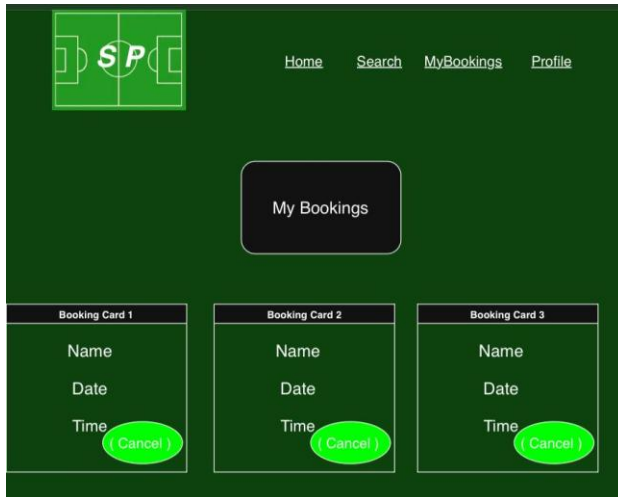 SP
Home Search MyBookings Profile
My Bookings
Booking Card 1
Name
Date
Time
( Cancel )
Booking Card 2
Name
Date
Time
( Cancel )
Booking Card 3
Name
Date
Time
( Cancel )